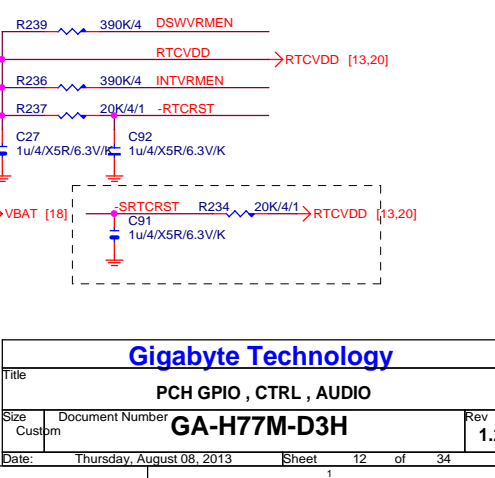 R239 390K/4 DSWVRMEN
RTCVDD RTCVDD [13,20]
R236 390K/4 INTVRMEN
R237 20K/4/1 -RTCRST
C27 C92
1u/4/X5R/6.3V/K 1u/4/X5R/6.3V/K
VBAT [18] -SRTCRST R234 20K/4/1 RTCVDD [13,20]
C91
1u/4/X5R/6.3V/K
Gigabyte Technology
Title
PCH GPIO , CTRL , AUDIO
Size Document Number Rev
Custom GA-H77M-D3H
Date: Thursday, August 08, 2013 Sheet 12 of 34
1